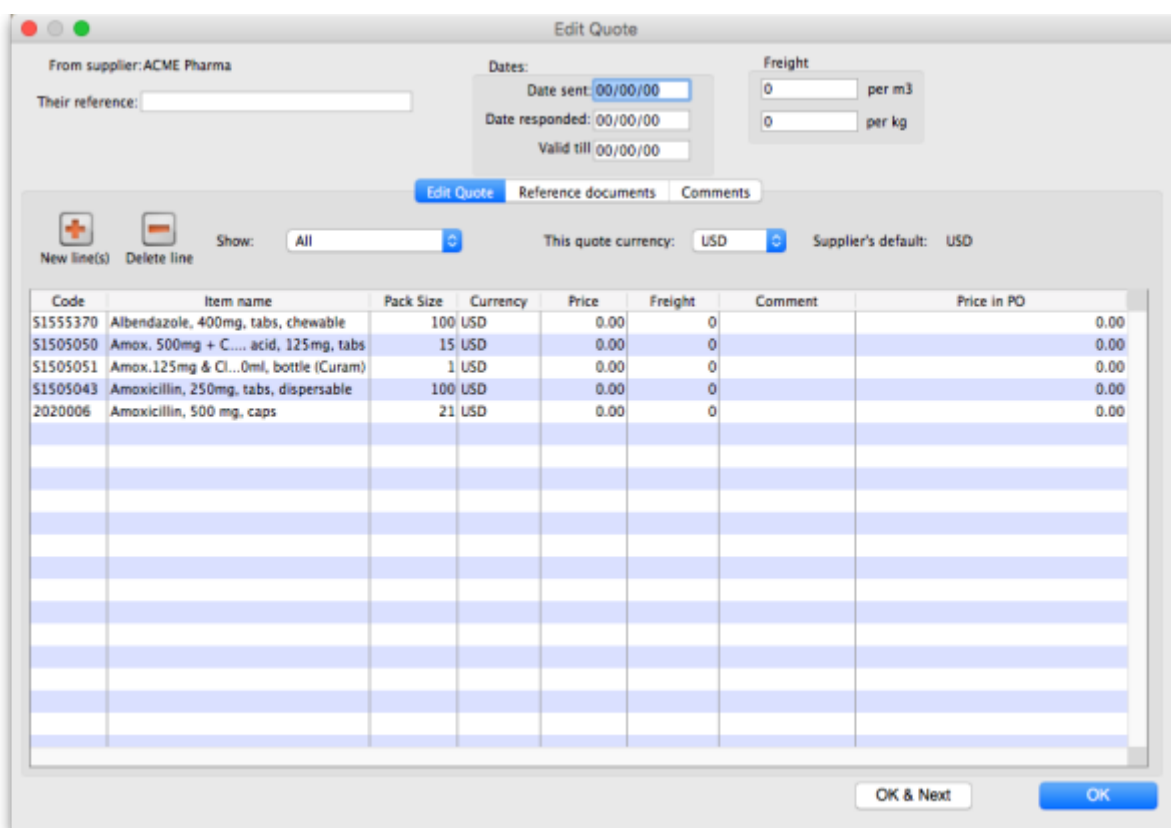 Edit Quote
From supplier:ACME Pharma
Their reference:
Dates:
Date sent: 00/00/00
Date responded: 00/00/00
Valid till 00/00/00
Freight
0 per m3
0 per kg
Edit Quote Reference documents Comments
New line(s) Delete line Show: All This quote currency: USD Supplier's default: USD
Code Item name Pack Size Currency Price Freight Comment Price in PO
S1555370 Albendazole, 400mg, tabs, chewable 100 USD 0.00 0 0.00
S1505050 Amox. 500mg + C.... acid, 125mg, tabs 15 USD 0.00 0 0.00
S1505051 Amox.125mg & Cl...0ml, bottle (Curam) 1 USD 0.00 0 0.00
S1505043 Amoxicillin, 250mg, tabs, dispersable 100 USD 0.00 0 0.00
2020006 Amoxicillin, 500 mg, caps 21 USD 0.00 0 0.00
OK & Next OK